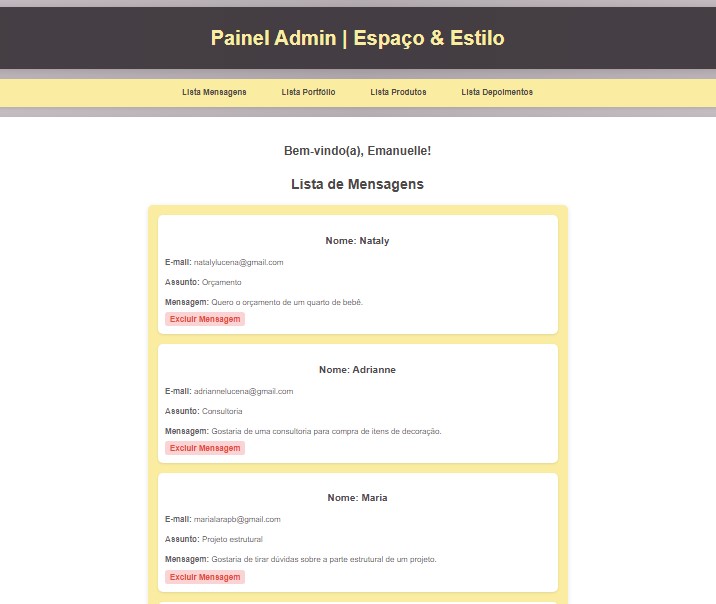 Painel Admin | Espaço & Estilo
Lista Mensagens Lista Portfólio Lista Produtos Lista Depoimentos
Bem-vindo(a), Emanuelle!
Lista de Mensagens
Nome: Nataly
E-mail: natalylucena@gmail.com
Assunto: Orçamento
Mensagem: Quero o orçamento de um quarto de bebê.
Excluir Mensagem
Nome: Adrianne
E-mail: adriannelucena@gmail.com
Assunto: Consultoria
Mensagem: Gostaria de uma consultoria para compra de itens de decoração.
Excluir Mensagem
Nome: Maria
E-mail: marialarapb@gmail.com
Assunto: Projeto estrutural
Mensagem: Gostaria de tirar dúvidas sobre a parte estrutural de um projeto.
Excluir Mensagem